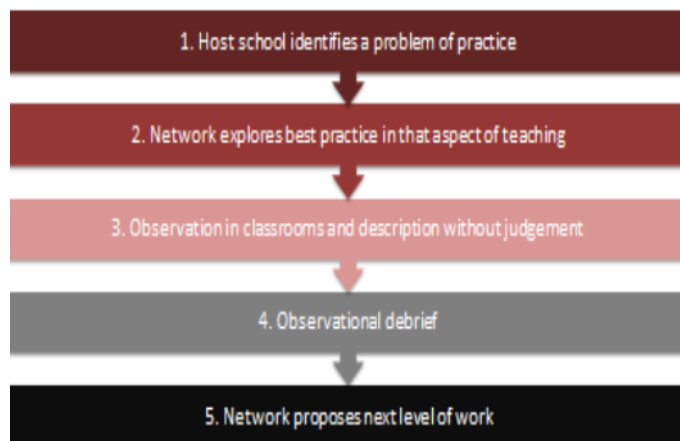 1. Host school identifies a problem of practice
2. Network explores best practice in that aspect of teaching
3. Observation in classrooms and description without judgement
4. Observational debrief
5. Network proposes next level of work